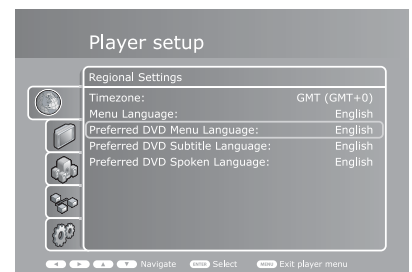 Player setup
Regional Settings
Timezone: GMT (GMT+0)
Menu Language: English
Preferred DVD Menu Language: English
Preferred DVD Subtitle Language: English
Preferred DVD Spoken Language: English
Navigate ENTER Select MENU Exit player menu